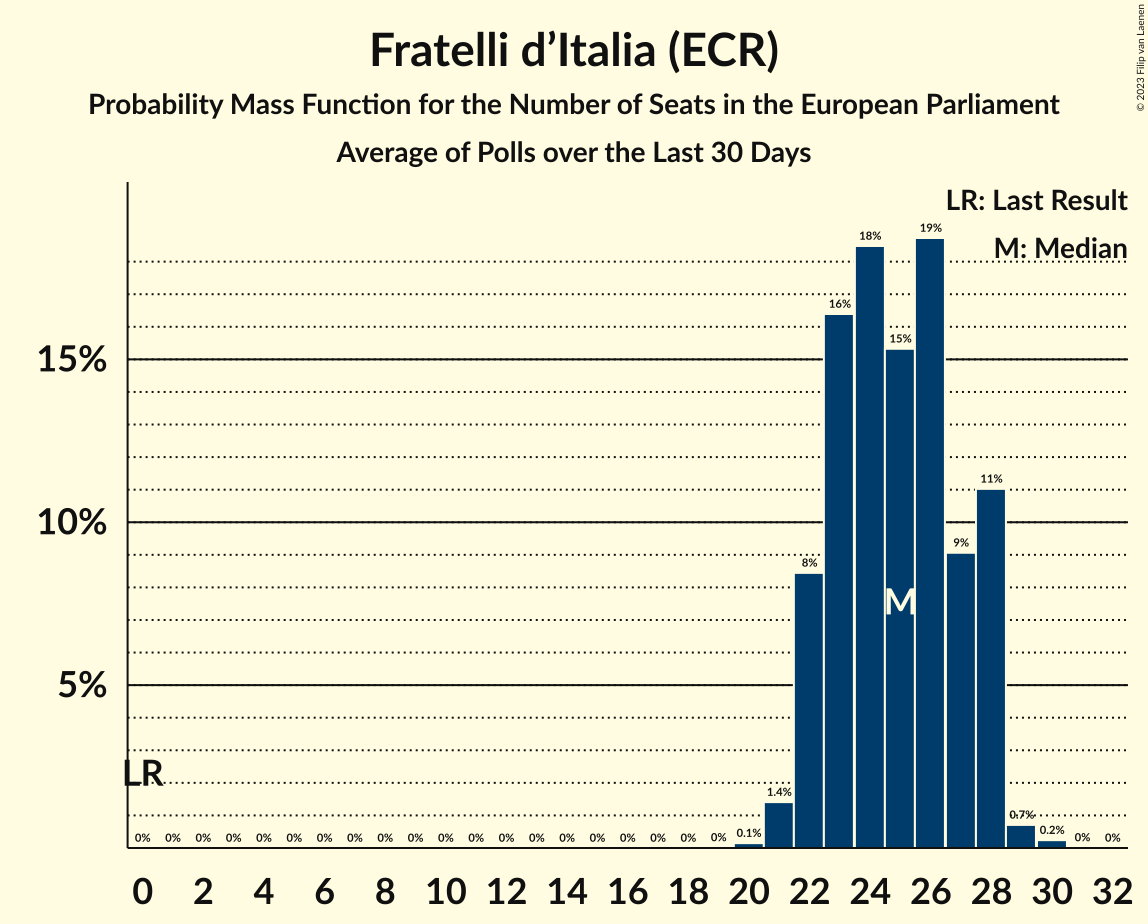 Fratelli d’Italia (ECR)
Probability Mass Function for the Number of Seats in the European Parliament
Average of Polls over the Last 30 Days
© 2023 Filip van Laenen
LR: Last Result
M: Median
15%
10%
5%
LR
M
0% 0% 0% 0% 0% 0% 0% 0% 0% 0% 0% 0% 0% 0% 0% 0% 0% 0% 0% 0% 0.1% 1.4% 8% 16% 18% 15% 19% 9% 11% 0.7% 0.2% 0% 0%
0 2 4 6 8 10 12 14 16 18 20 22 24 26 28 30 32